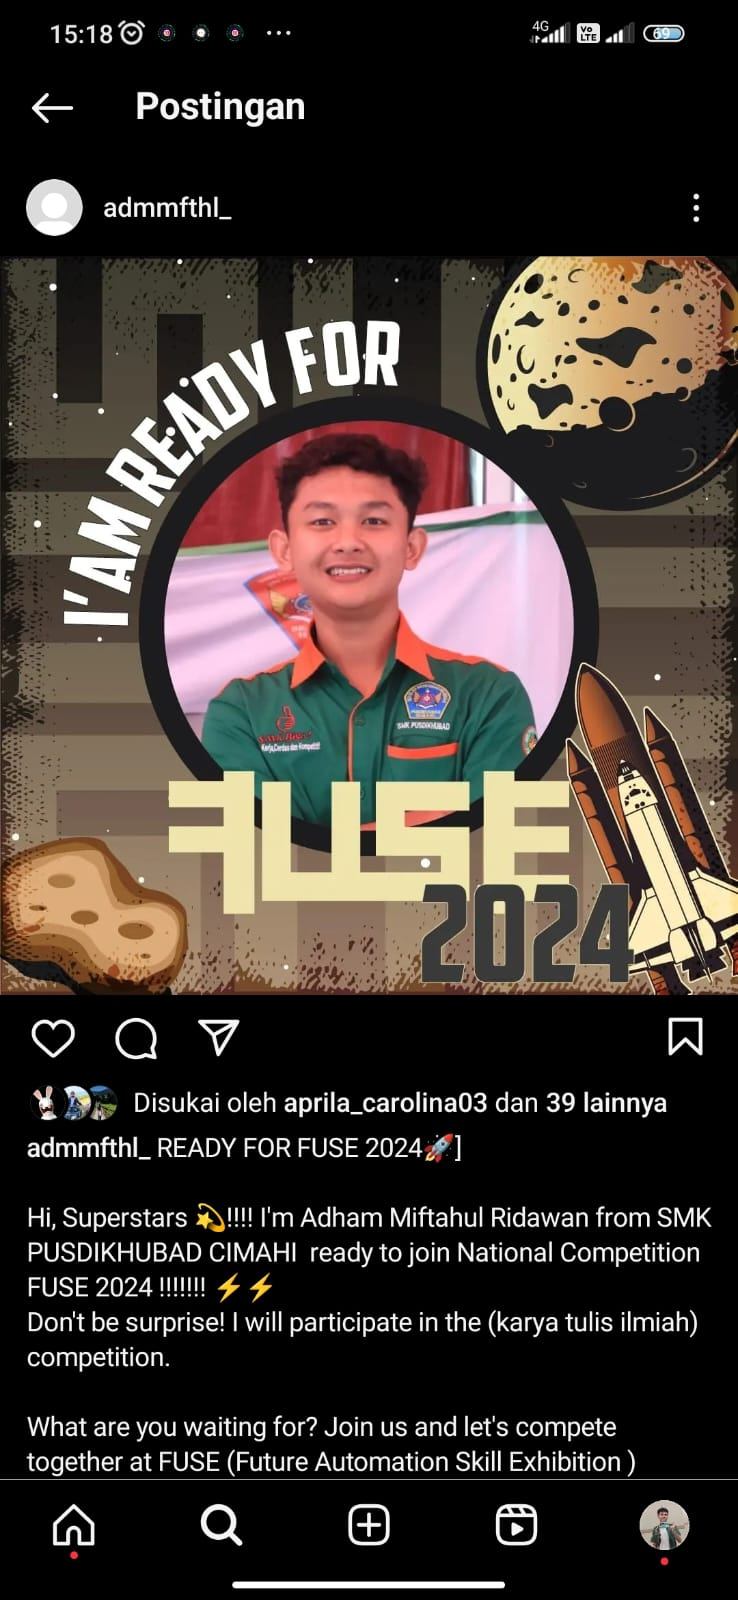 15:18
4G
Vo LTE
69
Postingan
admmfthl_
I'AM READY FOR
SMK PUSDIKHUBAD
FUSE
2024
Disukai oleh aprila_carolina03 dan 39 lainnya
admmfthl_ READY FOR FUSE 2024🚀]
Hi, Superstars 💫!!!! I'm Adham Miftahul Ridawan from SMK
PUSDIKHUBAD CIMAHI ready to join National Competition
FUSE 2024 !!!!!!! ⚡⚡
Don't be surprise! I will participate in the (karya tulis ilmiah)
competition.
What are you waiting for? Join us and let's compete
together at FUSE (Future Automation Skill Exhibition )